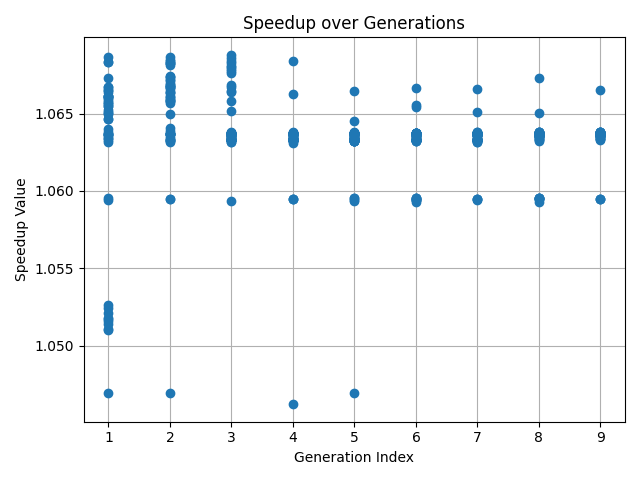 Speedup over Generations
Speedup Value
1.065
1.060
1.055
1.050
1 2 3 4 5 6 7 8 9
Generation Index